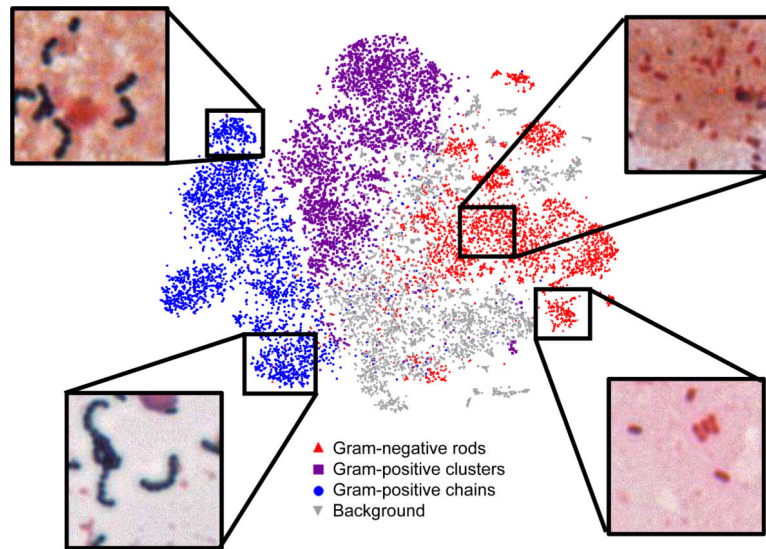 Gram-negative rods
Gram-positive clusters
Gram-positive chains
Background